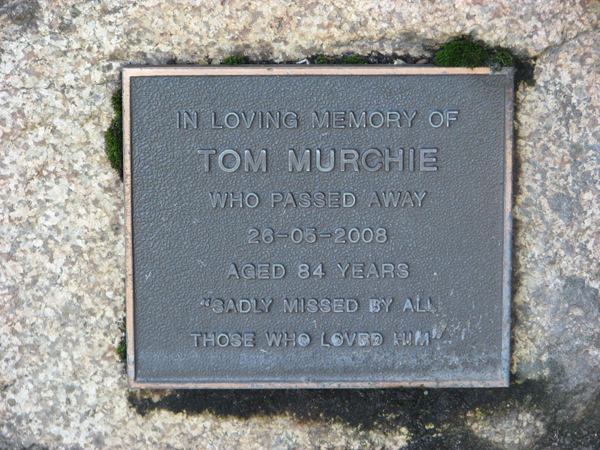 IN LOVING MEMORY OF
TOM MURCHIE
WHO PASSED AWAY
26-05-2008
AGED 84 YEARS
"SADLY MISSED BY ALL
THOSE WHO LOVED HIM"